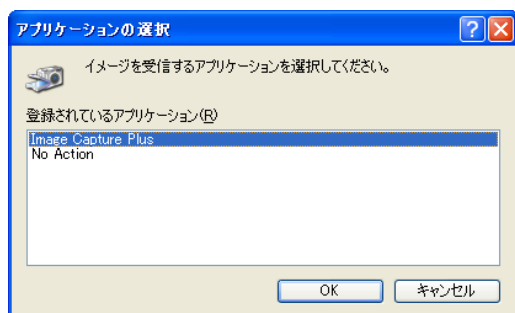 アプリケーションの選択
イメージを受信するアプリケーションを選択してください。
登録されているアプリケーション(R)
Image Capture Plus
No Action
OK
キャンセル